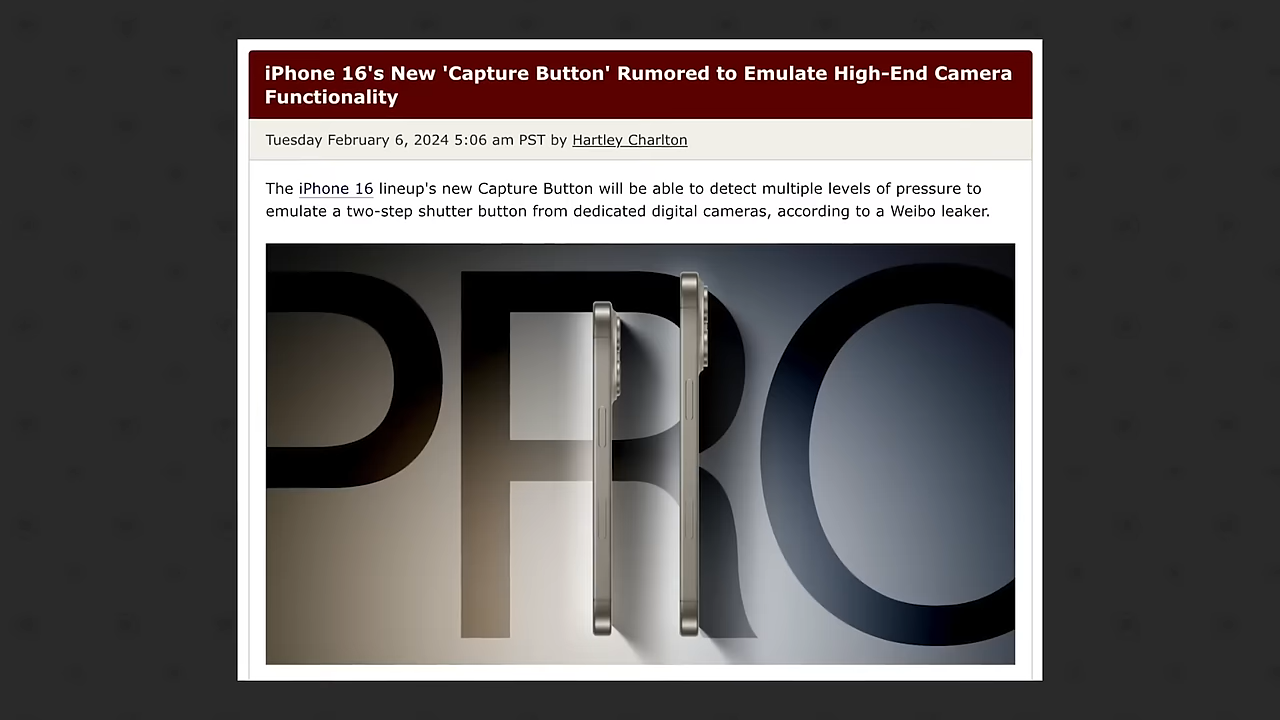 iPhone 16's New 'Capture Button' Rumored to Emulate High-End Camera
Functionality
Tuesday February 6, 2024 5:06 am PST by Hartley Charlton
The iPhone 16 lineup's new Capture Button will be able to detect multiple levels of pressure to
emulate a two-step shutter button from dedicated digital cameras, according to a Weibo leaker.
PRO